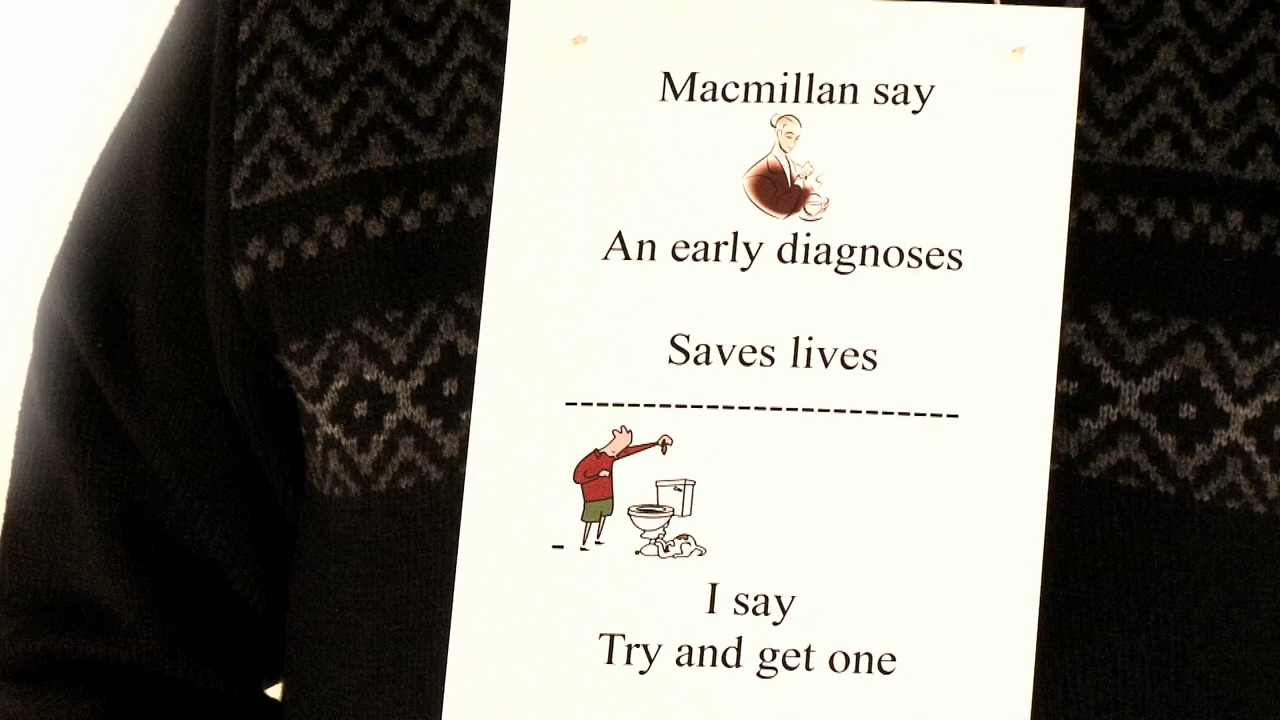 Macmillan say
An early diagnoses
Saves lives
--------------------------
-
I say
Try and get one